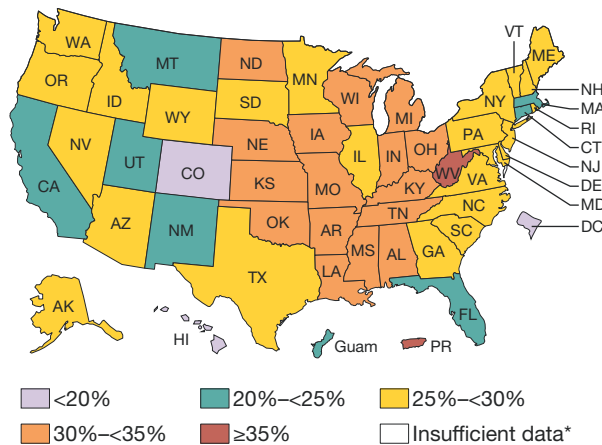 VT
WA
ME
MT
ND
MN
OR
NH
ID
SD
WI
NY
MA
WY
MI
RI
IA
PA
CT
NE
NV
OH
NJ
IL
IN
UT
DE
CO
WV
CA
VA
MD
KS
MO
KY
NC
DC
TN
OK
AZ
NM
AR
SC
MS
AL
GA
TX
LA
AK
FL
HI
Guam
PR
<20%
20%–<25%
25%–<30%
30%–<35%
≥35%
Insufficient data*